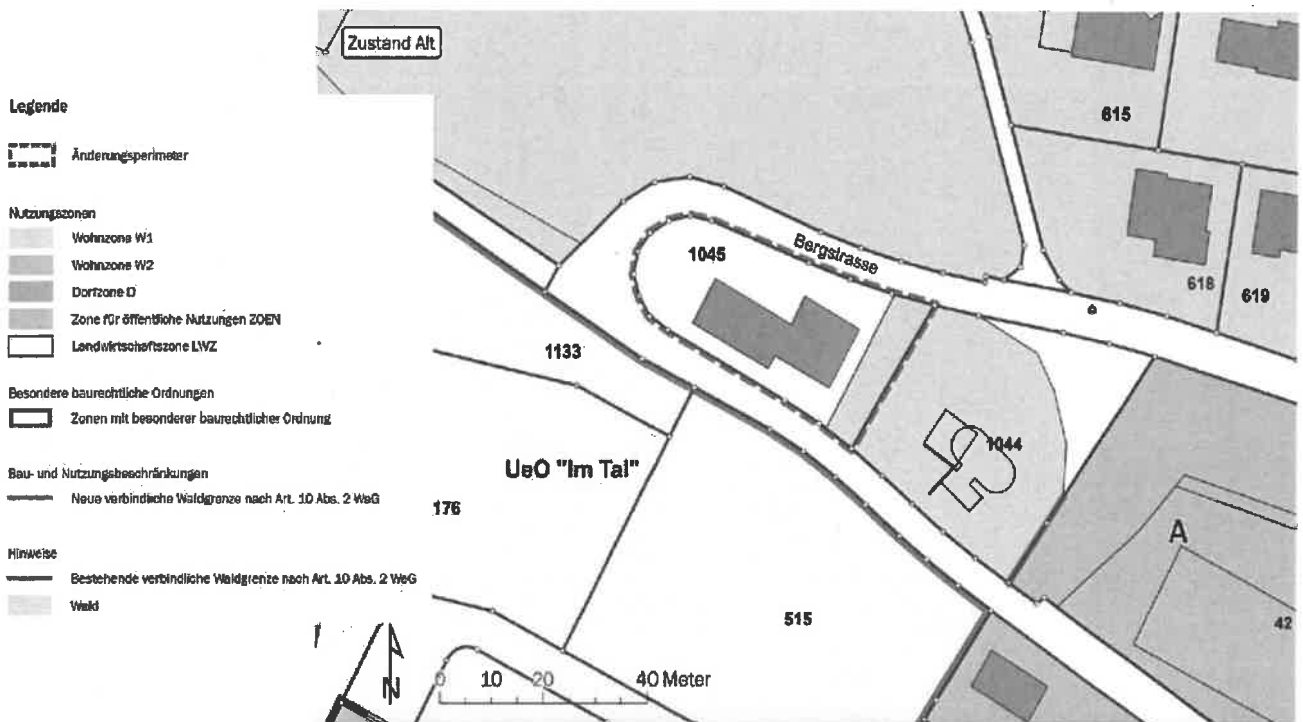 Zustand Alt
Legende
Änderungsperimeter
Nutzungszonen
Wohnzone W1
Wohnzone W2
Dorfzone D
Zone für öffentliche Nutzungen ZOEN
Landwirtschaftszone LWZ
Besondere baurechtliche Ordnungen
Zonen mit besonderer baurechtlicher Ordnung
Bau- und Nutzungsbeschränkungen
Neue verbindliche Waldgrenze nach Art. 10 Abs. 2 WaG
Hinweise
Bestehende verbindliche Waldgrenze nach Art. 10 Abs. 2 WaG
Wald
615
Bergstrasse
1045
618
619
1133
1044
UeO "Im Tal"
176
A
515
42
N
0 10 20 40 Meter